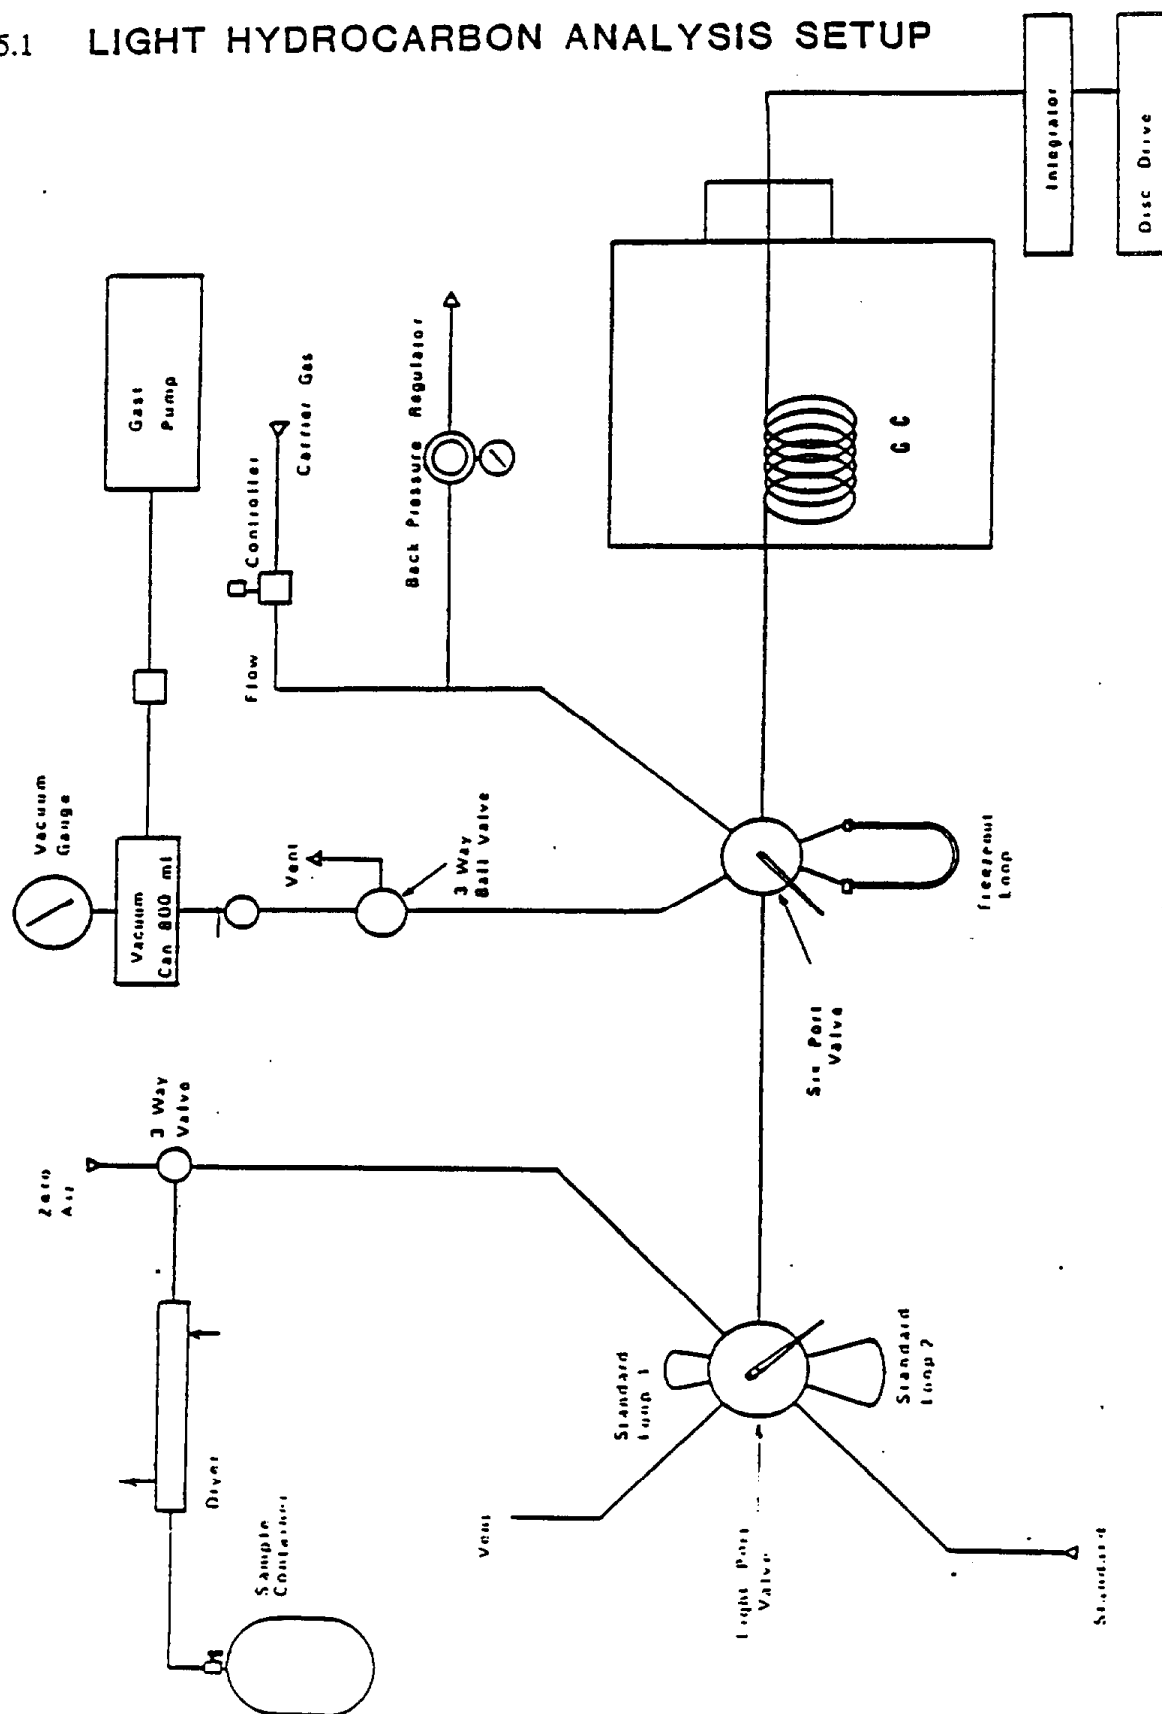 5.1 LIGHT HYDROCARBON ANALYSIS SETUP
Integrator
Disc Drive
Gast
Pump
Controller
Carrier Gas
Back Pressure Regulator
GC
Flow
Vacuum
Gauge
Vacuum
Can 800 ml
Vent
3 Way
Ball Valve
Freezeout
Loop
Six Port
Valve
3 Way
Valve
Zero
Air
Standard
Loop 1
Standard
Loop 2
Dryer
Sample
Container
Vent
Port
Valve
Standard